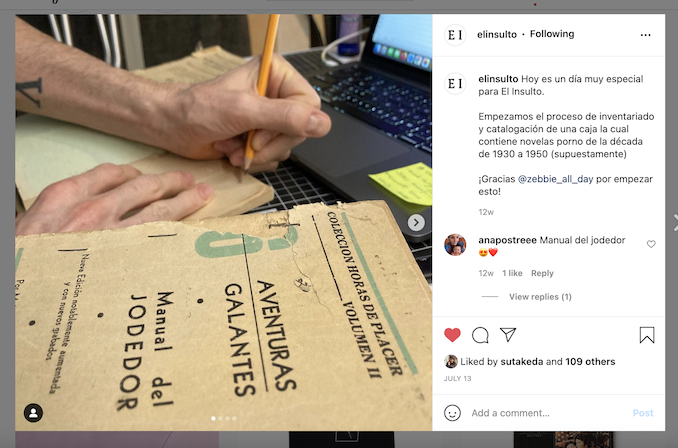 EI
elinsulto • Following
EI
elinsulto Hoy es un día muy especial
para El Insulto.
Empezamos el proceso de inventariado
y catalogación de una caja la cual
contiene novelas porno de la década
de 1930 a 1950 (supuestamente)
¡Gracias @zebbie_all_day por empezar
esto!
12w
anapostreee Manual del jodedor
😍❤️
12w 1 like Reply
View replies (1)
Liked by sutakeda and 109 others
JULY 13
Add a comment...
Post
COLECCION HORAS DE PLACER
VOLUMEN II
AVENTURAS
GALANTES
Manual del
JODEDOR
Nueva Edición notablemente aumentada
y con nuevos grabados